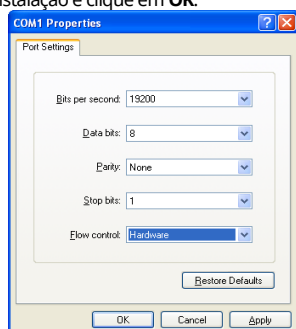 stalação e clique em OK.
COM1 Properties
Port Settings
Bits per second: 19200
Data bits: 8
Parity: None
Stop bits: 1
Flow control: Hardware
Restore Defaults
OK Cancel Apply